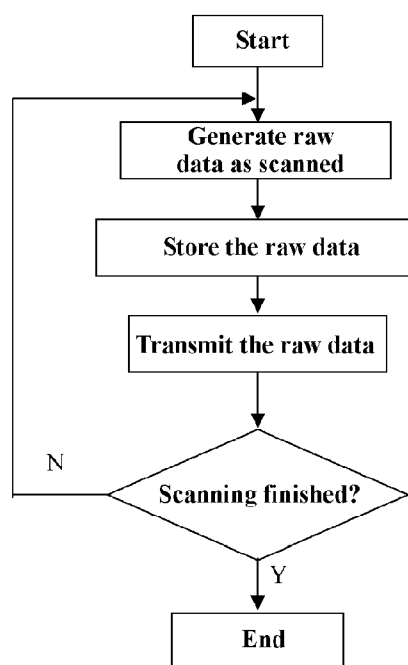 Start
Generate raw
data as scanned
Store the raw data
Transmit the raw data
Scanning finished?
N
Y
End